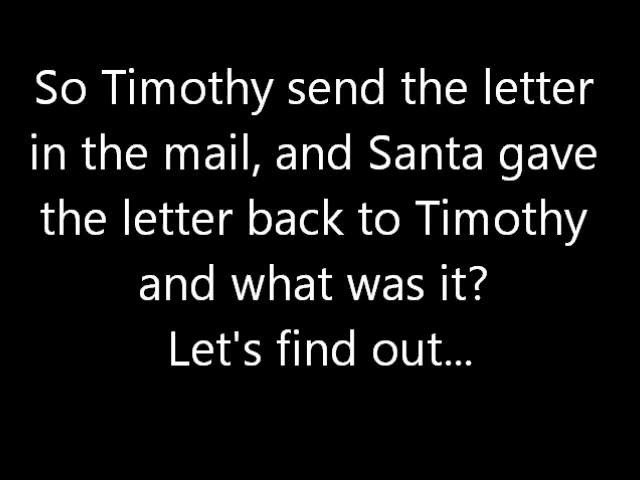 So Timothy send the letter
in the mail, and Santa gave
the letter back to Timothy
and what was it?
Let's find out...